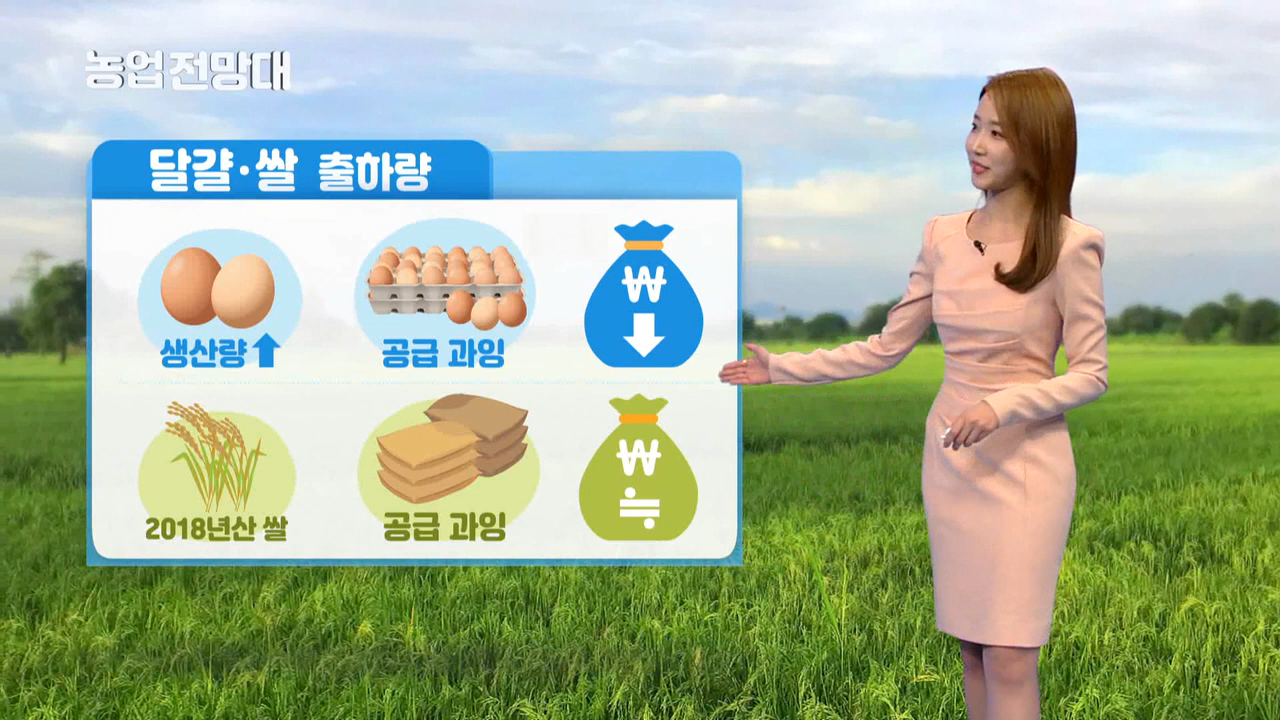 농업 전망대
달걀·쌀 출하량
생산량↑
공급 과잉
₩
↓
2018년산 쌀
공급 과잉
₩
≒